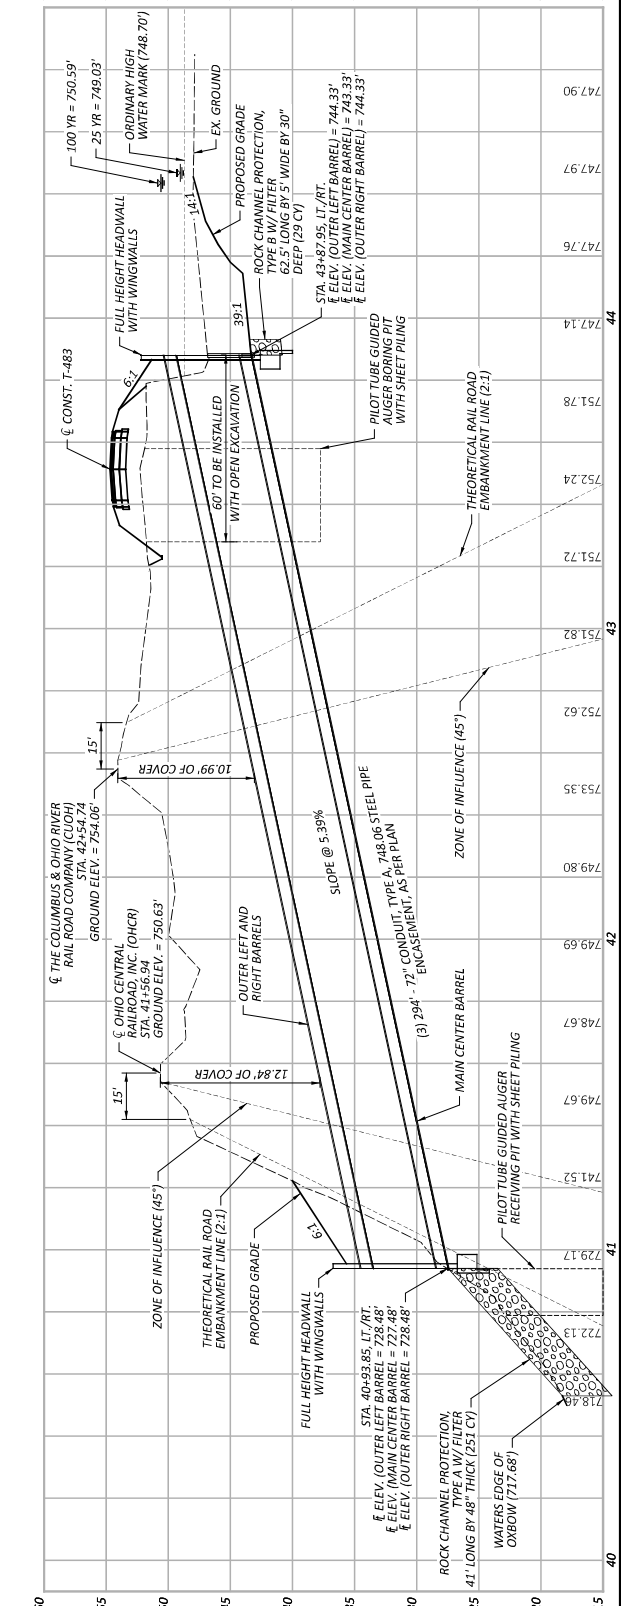 100 YR = 750.59'
25 YR = 749.03'
ORDINARY HIGH
WATER MARK (748.70')
EX. GROUND
PROPOSED GRADE
ROCK CHANNEL PROTECTION,
TYPE B W/ FILTER
62.5' LONG BY 5' WIDE BY 30"
DEEP (29 CY)
14:1
39:1
STA. 43+87.95, LT./RT.
℄ ELEV. (OUTER LEFT BARREL) = 744.33'
℄ ELEV. (MAIN CENTER BARREL) = 743.33'
℄ ELEV. (OUTER RIGHT BARREL) = 744.33'
FULL HEIGHT HEADWALL
WITH WINGWALLS
6:1
℄ CONST. T-483
60' TO BE INSTALLED
WITH OPEN EXCAVATION
PILOT TUBE GUIDED
AUGER BORING PIT
WITH SHEET PILING
THEORETICAL RAIL ROAD
EMBANKMENT LINE (2:1)
15'
ZONE OF INFLUENCE (45°)
℄ THE COLUMBUS & OHIO RIVER
RAIL ROAD COMPANY (CUOH)
STA. 42+54.74
GROUND ELEV. = 754.06'
10.99' OF COVER
SLOPE @ 5.39%
(3) 294' - 72" CONDUIT, TYPE A, 748.06 STEEL PIPE
ENCASEMENT, AS PER PLAN
℄ OHIO CENTRAL
RAILROAD, INC. (OHCR)
STA. 41+56.94
GROUND ELEV. = 750.63'
OUTER LEFT AND
RIGHT BARRELS
12.84' OF COVER
MAIN CENTER BARREL
15'
ZONE OF INFLUENCE (45°)
THEORETICAL RAIL ROAD
EMBANKMENT LINE (2:1)
PROPOSED GRADE
6:1
FULL HEIGHT HEADWALL
WITH WINGWALLS
PILOT TUBE GUIDED AUGER
RECEIVING PIT WITH SHEET PILING
STA. 40+93.85, LT./RT.
℄ ELEV. (OUTER LEFT BARREL) = 728.48'
℄ ELEV. (MAIN CENTER BARREL) = 727.48'
℄ ELEV. (OUTER RIGHT BARREL) = 728.48'
ROCK CHANNEL PROTECTION,
TYPE A W/ FILTER
41' LONG BY 48" THICK (251 CY)
WATERS EDGE OF
OXBOW (717.68')
718.46
722.13
729.17
741.52
749.67
748.67
749.69
749.80
753.35
752.62
751.82
751.72
752.24
751.78
747.14
747.76
747.97
747.90
40
41
42
43
44